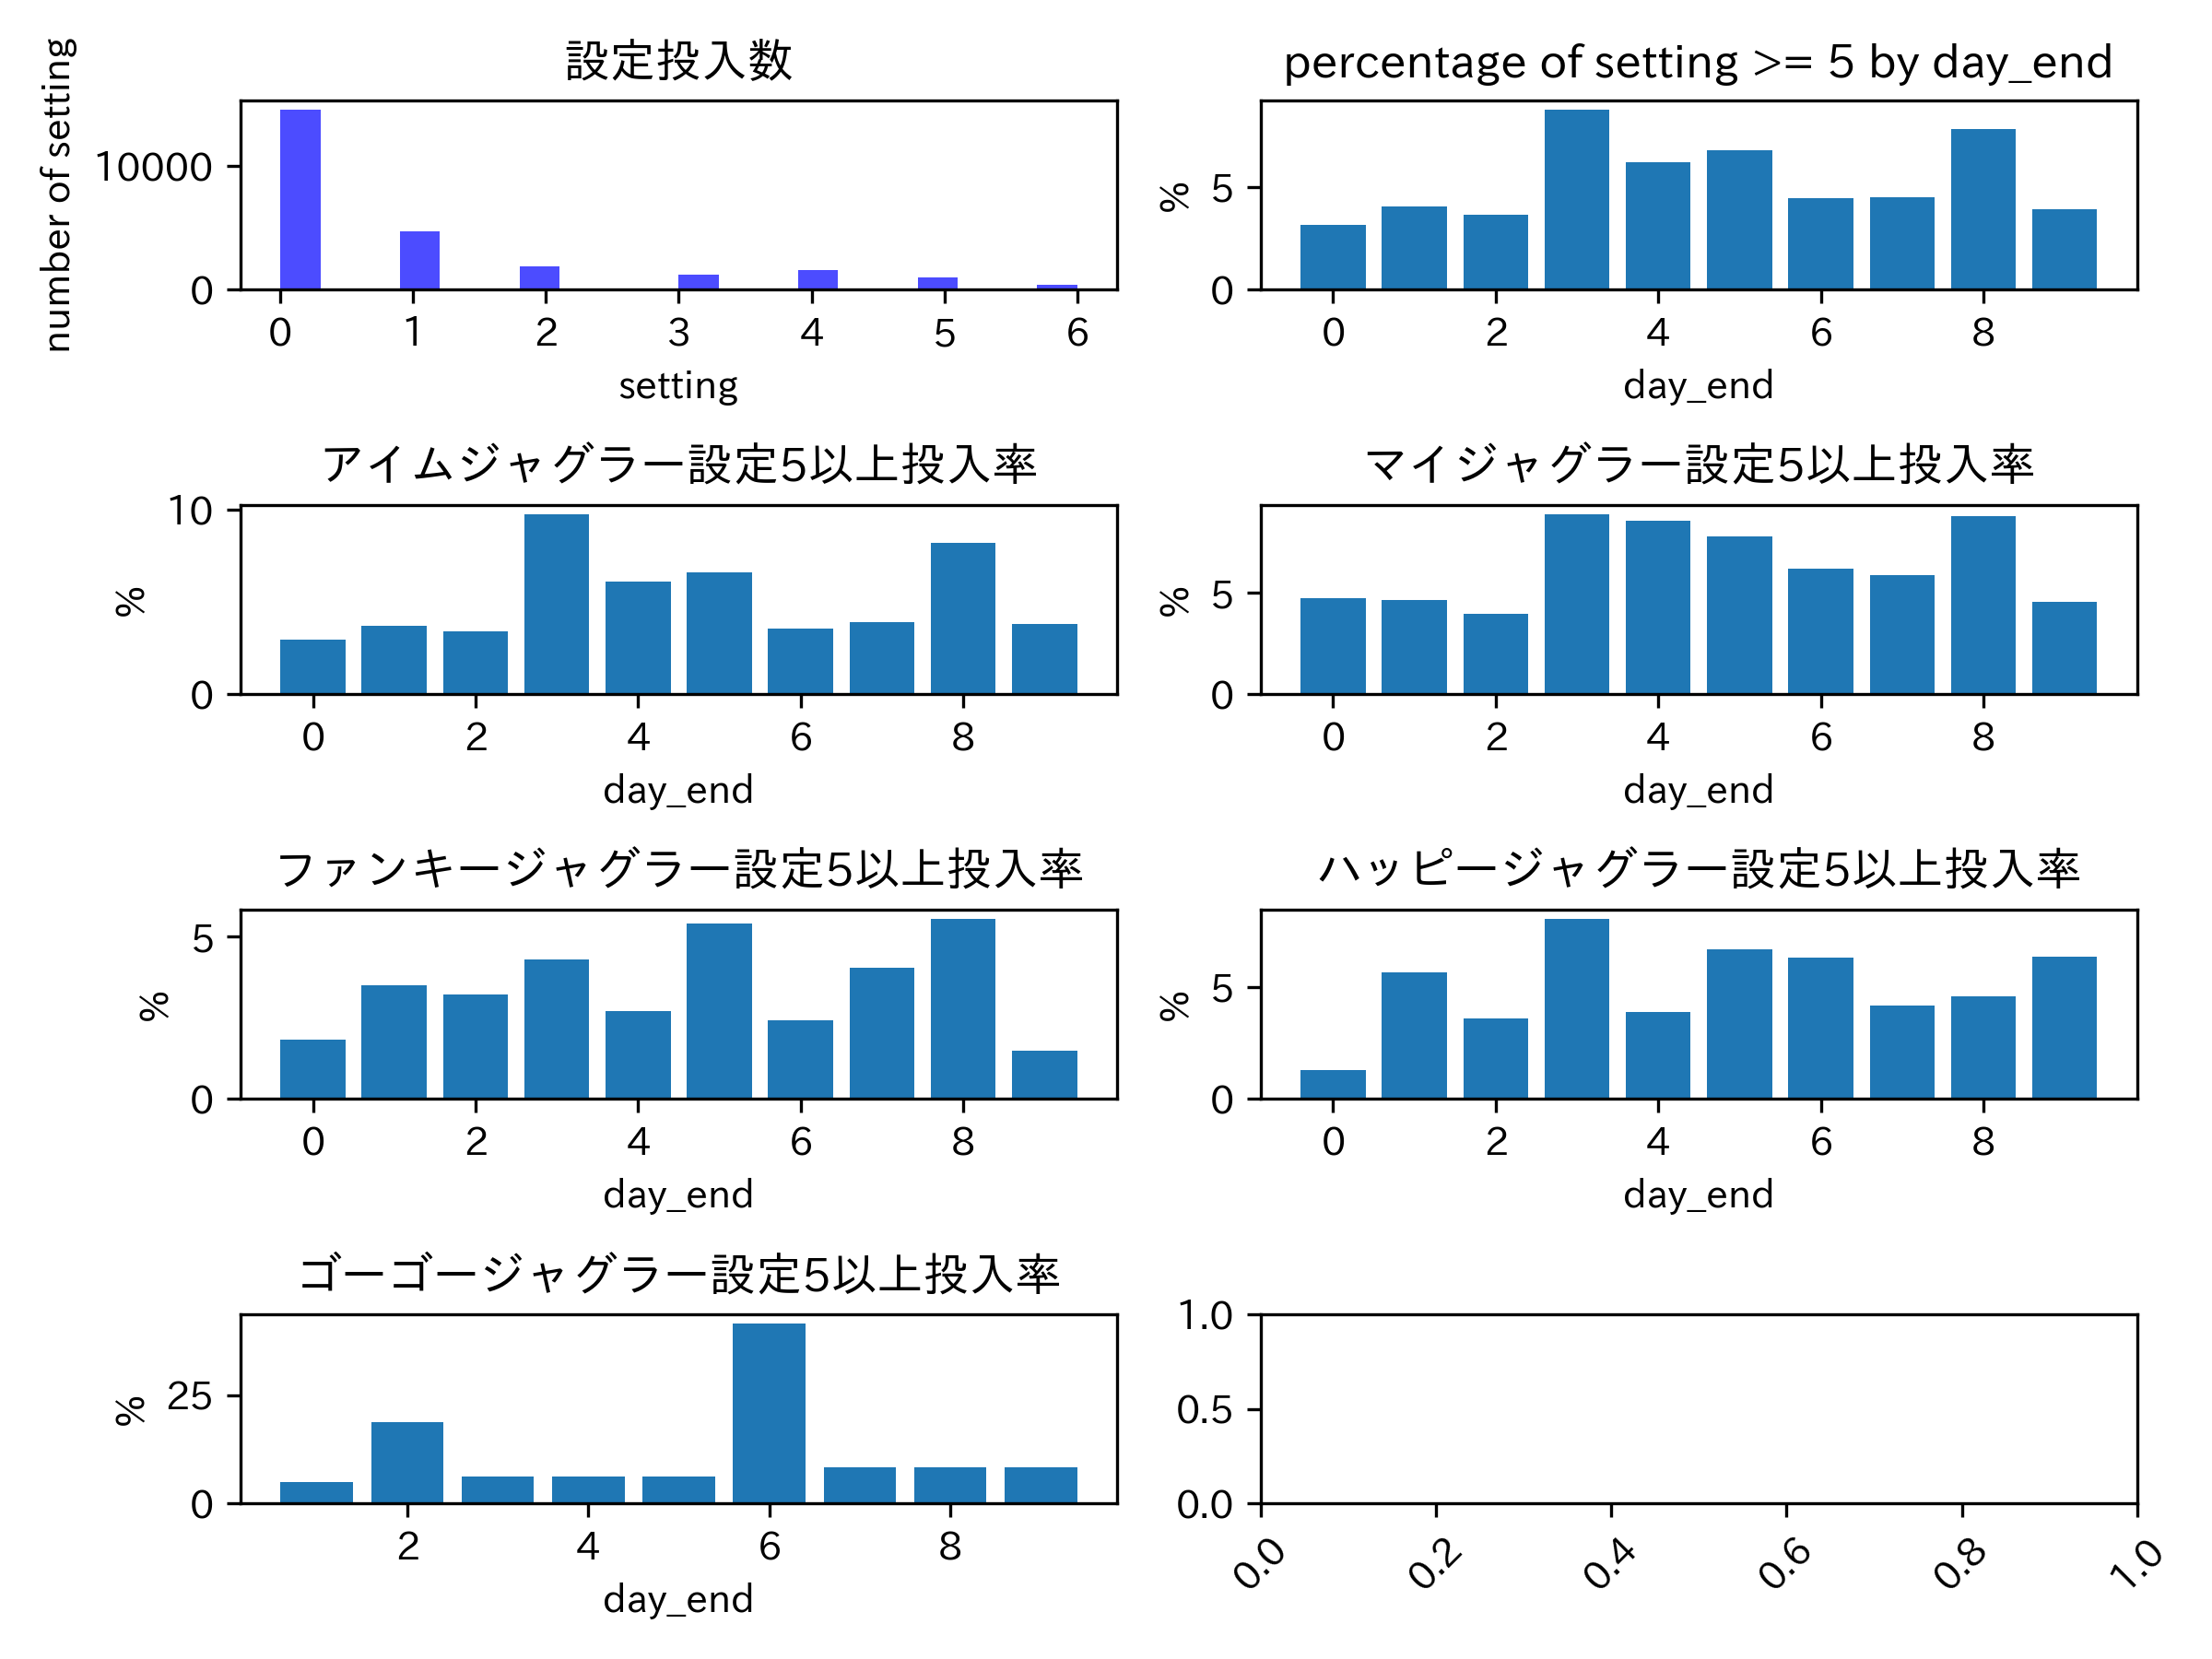 設定投入数
number of setting
10000
0
0 1 2 3 4 5 6
setting
percentage of setting >= 5 by day_end
%
5
0
0 2 4 6 8
day_end
アイムジャグラー設定5以上投入率
%
10
0
0 2 4 6 8
day_end
マイジャグラー設定5以上投入率
%
5
0
0 2 4 6 8
day_end
ファンキージャグラー設定5以上投入率
%
5
0
0 2 4 6 8
day_end
ハッピージャグラー設定5以上投入率
%
5
0
0 2 4 6 8
day_end
ゴーゴージャグラー設定5以上投入率
%
25
0
2 4 6 8
day_end
1.0
0.5
0.0
0.0 0.2 0.4 0.6 0.8 1.0